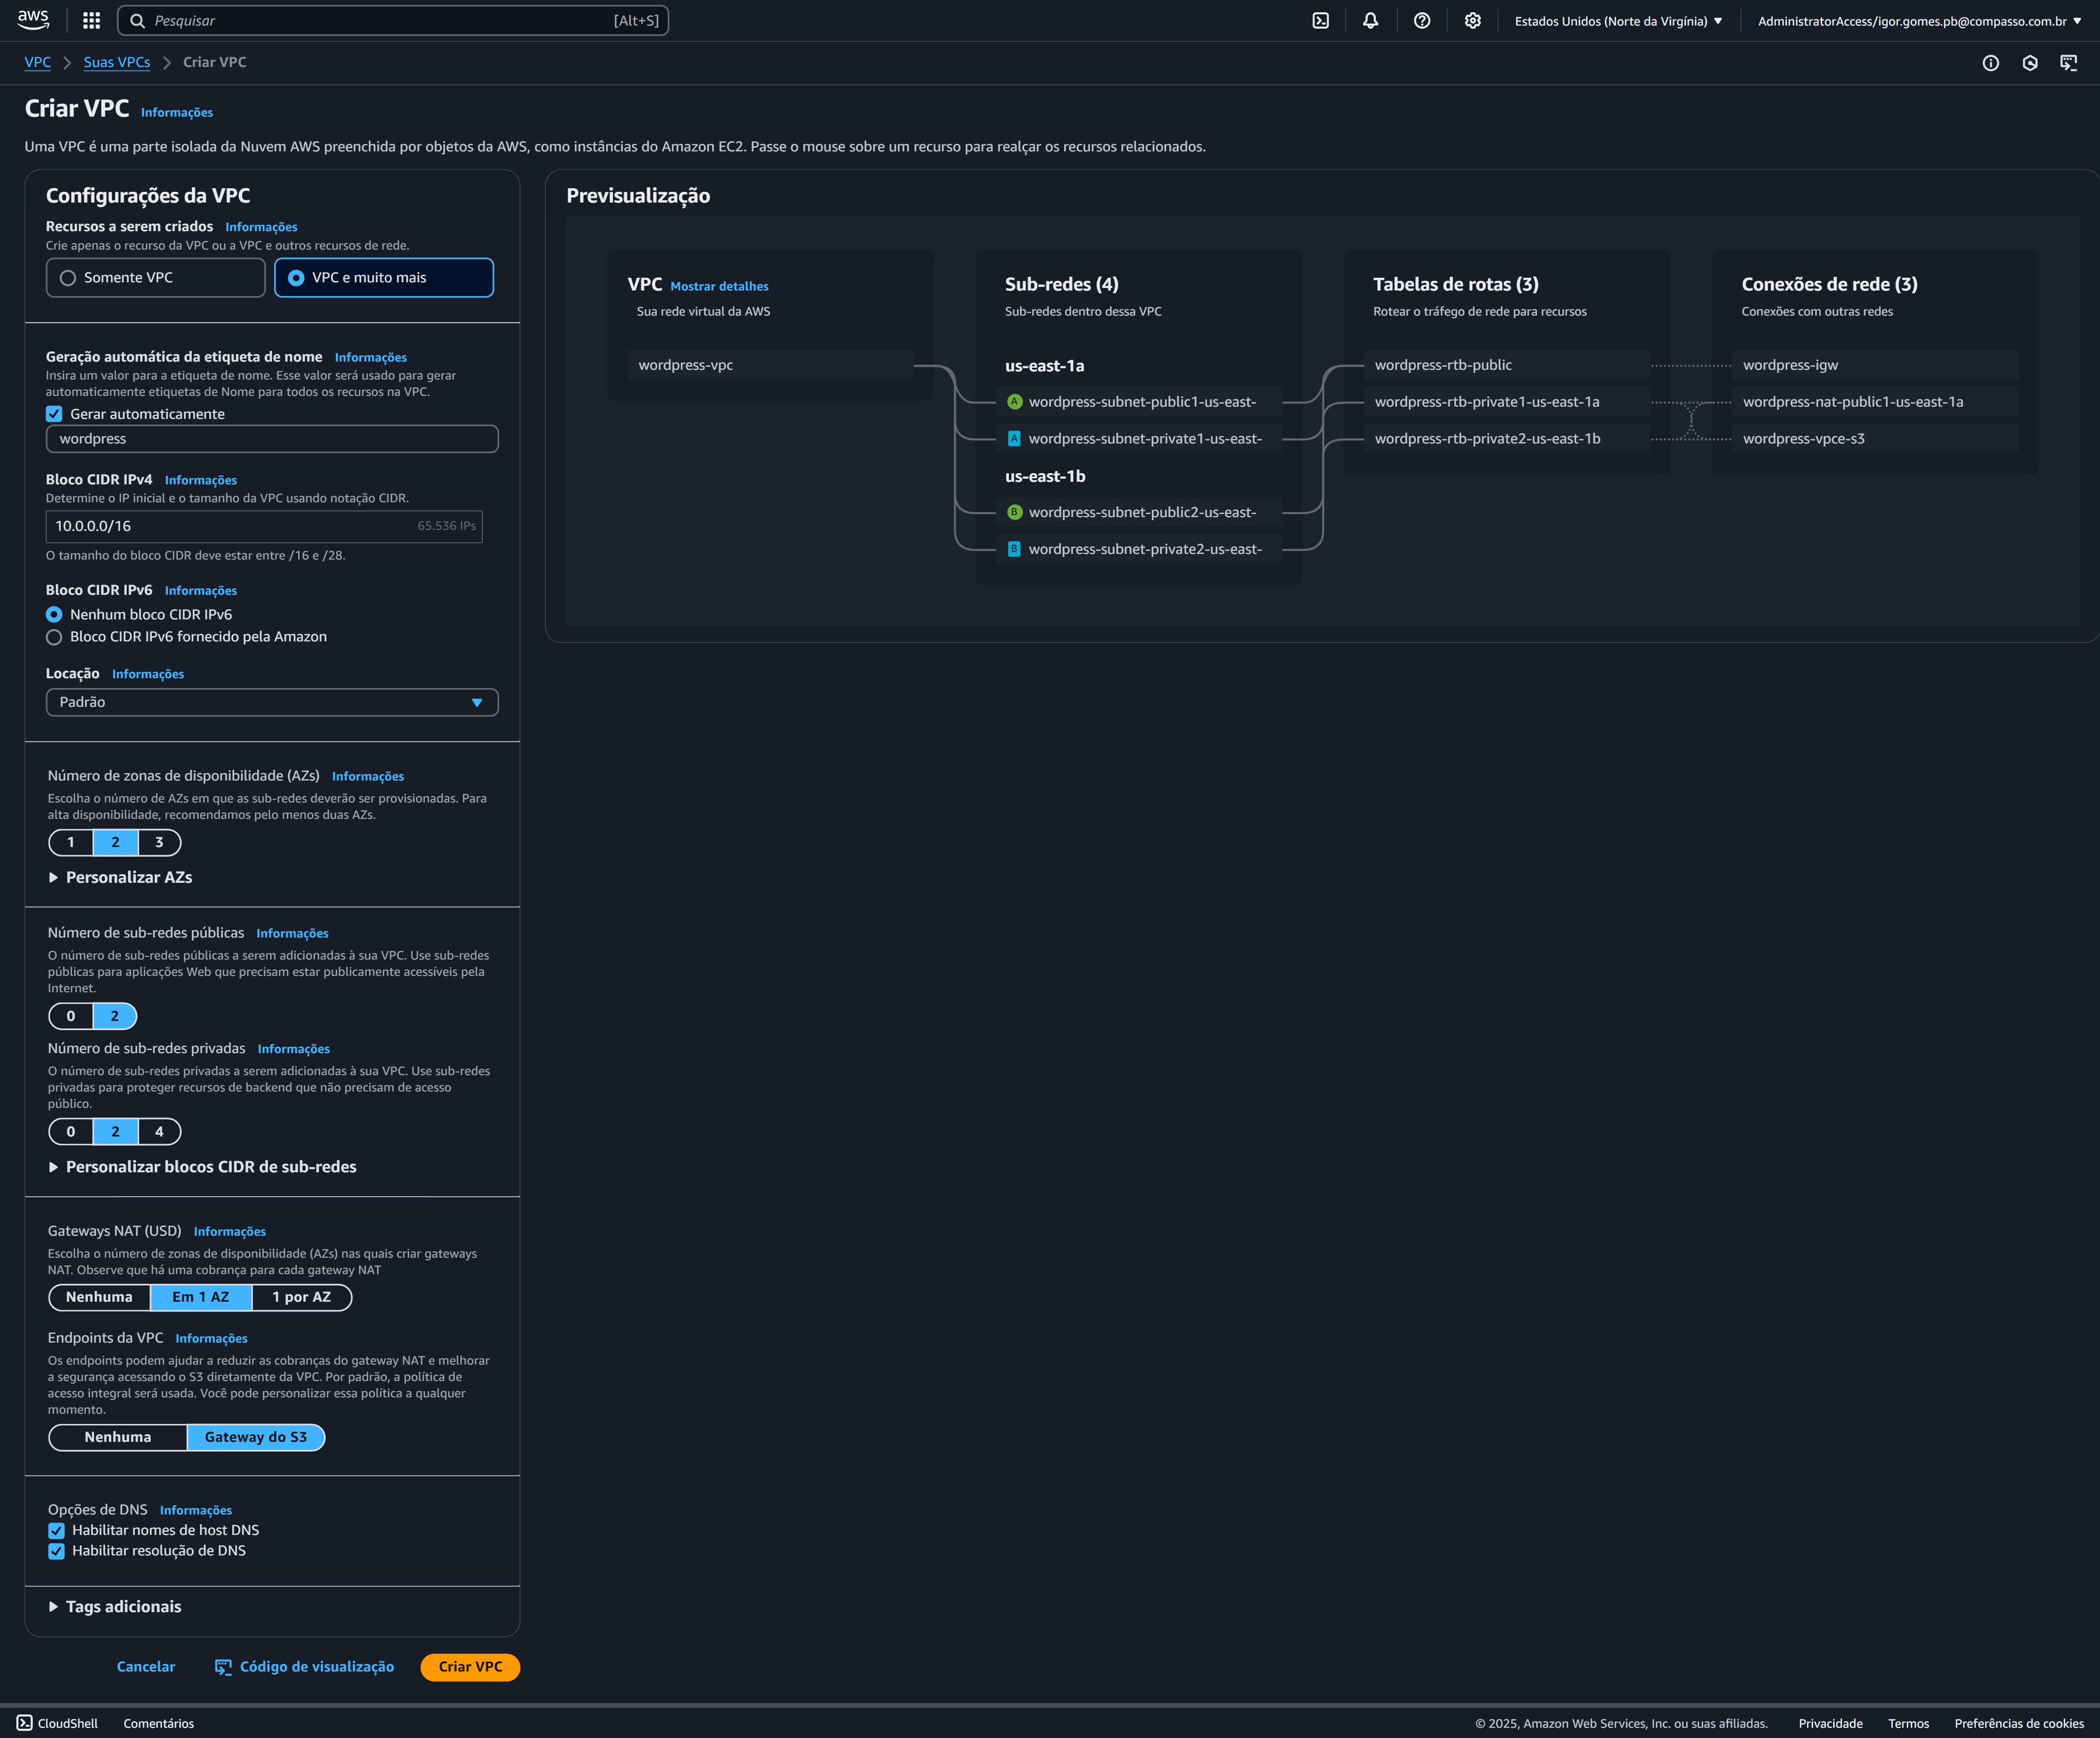 aws
Pesquisar
[Alt+S]
Estados Unidos (Norte da Virgínia)
AdministratorAccess/igor.gomes.pb@compasso.com.br
VPC
Suas VPCs
Criar VPC
Criar VPC Informações
Uma VPC é uma parte isolada da Nuvem AWS preenchida por objetos da AWS, como instâncias do Amazon EC2. Passe o mouse sobre um recurso para realçar os recursos relacionados.
Configurações da VPC
Recursos a serem criados Informações
Crie apenas o recurso da VPC ou a VPC e outros recursos de rede.
Somente VPC
VPC e muito mais
Geração automática da etiqueta de nome Informações
Insira um valor para a etiqueta de nome. Esse valor será usado para gerar
automaticamente etiquetas de Nome para todos os recursos na VPC.
Gerar automaticamente
wordpress
Bloco CIDR IPv4 Informações
Determine o IP inicial e o tamanho da VPC usando notação CIDR.
10.0.0.0/16
65.536 IPs
O tamanho do bloco CIDR deve estar entre /16 e /28.
Bloco CIDR IPv6 Informações
Nenhum bloco CIDR IPv6
Bloco CIDR IPv6 fornecido pela Amazon
Locação Informações
Padrão
Número de zonas de disponibilidade (AZs) Informações
Escolha o número de AZs em que as sub-redes deverão ser provisionadas. Para
alta disponibilidade, recomendamos pelo menos duas AZs.
1 2 3
Personalizar AZs
Número de sub-redes públicas Informações
O número de sub-redes públicas a serem adicionadas à sua VPC. Use sub-redes
públicas para aplicações Web que precisam estar publicamente acessíveis pela
Internet.
0 2
Número de sub-redes privadas Informações
O número de sub-redes privadas a serem adicionadas à sua VPC. Use sub-redes
privadas para proteger recursos de backend que não precisam de acesso
público.
0 2 4
Personalizar blocos CIDR de sub-redes
Gateways NAT (USD) Informações
Escolha o número de zonas de disponibilidade (AZs) nas quais criar gateways
NAT. Observe que há uma cobrança para cada gateway NAT
Nenhuma Em 1 AZ 1 por AZ
Endpoints da VPC Informações
Os endpoints podem ajudar a reduzir as cobranças do gateway NAT e melhorar
a segurança acessando o S3 diretamente da VPC. Por padrão, a política de
acesso integral será usada. Você pode personalizar essa política a qualquer
momento.
Nenhuma Gateway do S3
Opções de DNS Informações
Habilitar nomes de host DNS
Habilitar resolução de DNS
Tags adicionais
Cancelar
Código de visualização
Criar VPC
Previsualização
VPC Mostrar detalhes
Sua rede virtual da AWS
wordpress-vpc
Sub-redes (4)
Sub-redes dentro dessa VPC
us-east-1a
A wordpress-subnet-public1-us-east-
A wordpress-subnet-private1-us-east-
us-east-1b
B wordpress-subnet-public2-us-east-
B wordpress-subnet-private2-us-east-
Tabelas de rotas (3)
Rotear o tráfego de rede para recursos
wordpress-rtb-public
wordpress-rtb-private1-us-east-1a
wordpress-rtb-private2-us-east-1b
Conexões de rede (3)
Conexões com outras redes
wordpress-igw
wordpress-nat-public1-us-east-1a
wordpress-vpce-s3
CloudShell
Comentários
© 2025, Amazon Web Services, Inc. ou suas afiliadas.
Privacidade
Termos
Preferências de cookies